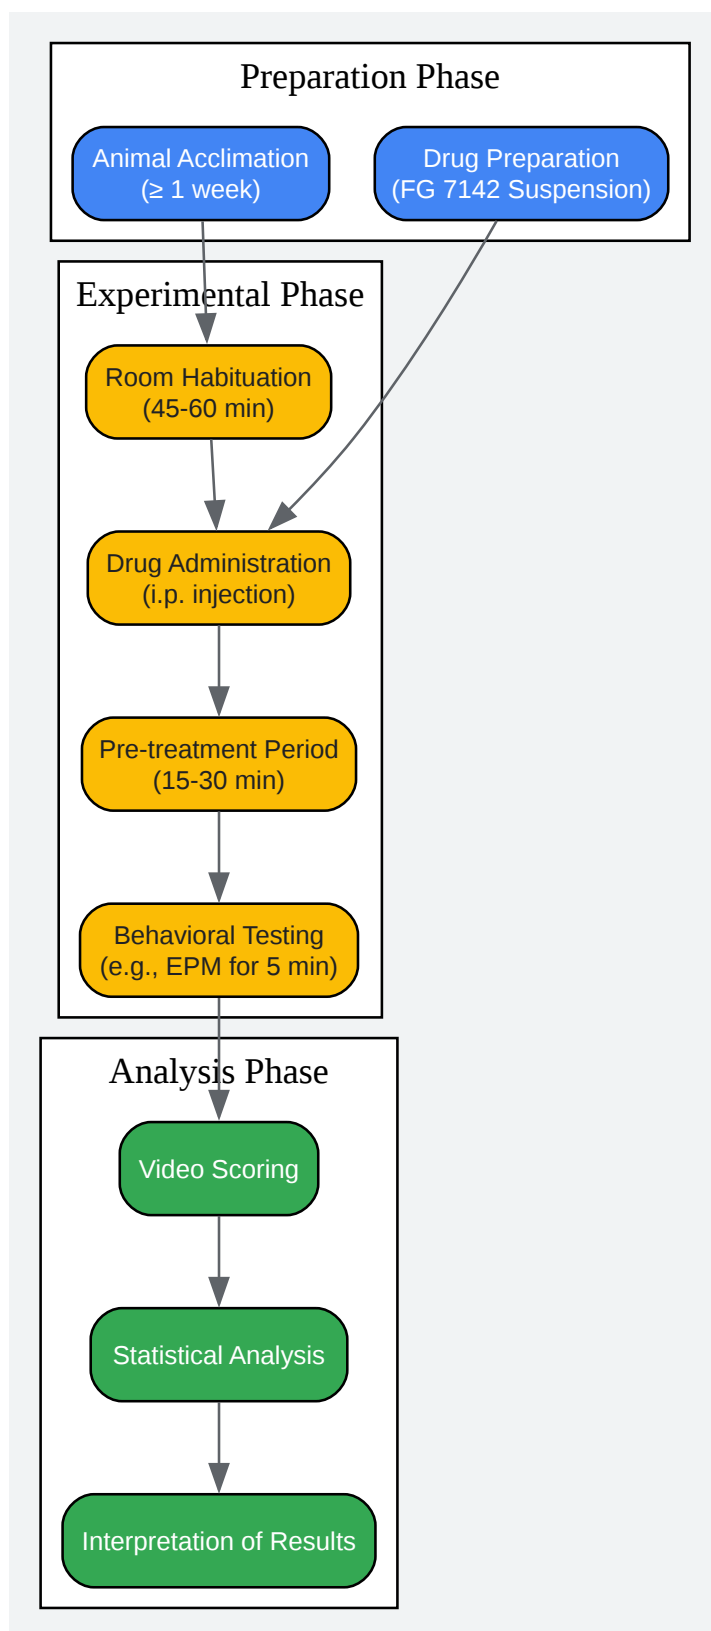 Preparation Phase
Animal Acclimation
(≥ 1 week)
Drug Preparation
(FG 7142 Suspension)
Experimental Phase
Room Habituation
(45-60 min)
Drug Administration
(i.p. injection)
Pre-treatment Period
(15-30 min)
Behavioral Testing
(e.g., EPM for 5 min)
Analysis Phase
Video Scoring
Statistical Analysis
Interpretation of Results